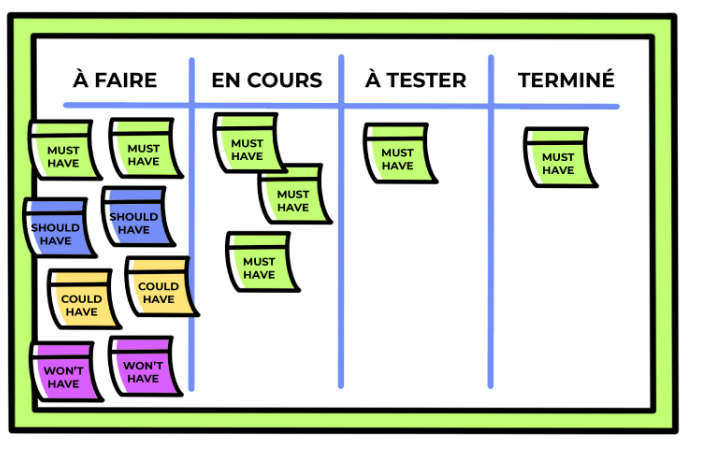 À FAIRE
EN COURS
À TESTER
TERMINÉ
MUST
HAVE
MUST
HAVE
SHOULD
HAVE
SHOULD
HAVE
COULD
HAVE
COULD
HAVE
WON'T
HAVE
WON'T
HAVE
MUST
HAVE
MUST
HAVE
MUST
HAVE
MUST
HAVE
MUST
HAVE